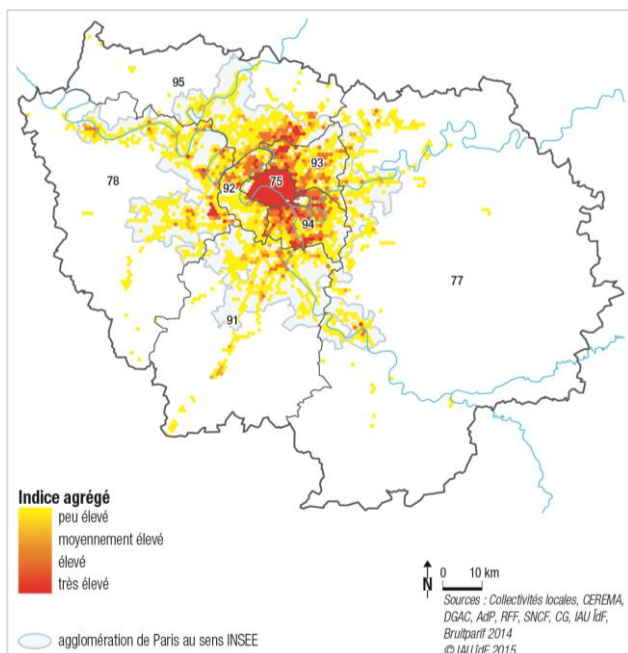 95
93
92
75
78
94
77
91
Indice agrégé
peu élevé
moyennement élevé
élevé
très élevé
agglomération de Paris au sens INSEE
N
0 10 km
Sources : Collectivités locales, CEREMA,
DGAC, AdP, RFF, SNCF, CG, IAU ÎdF,
Bruitparif 2014
© IAU îdF 2015